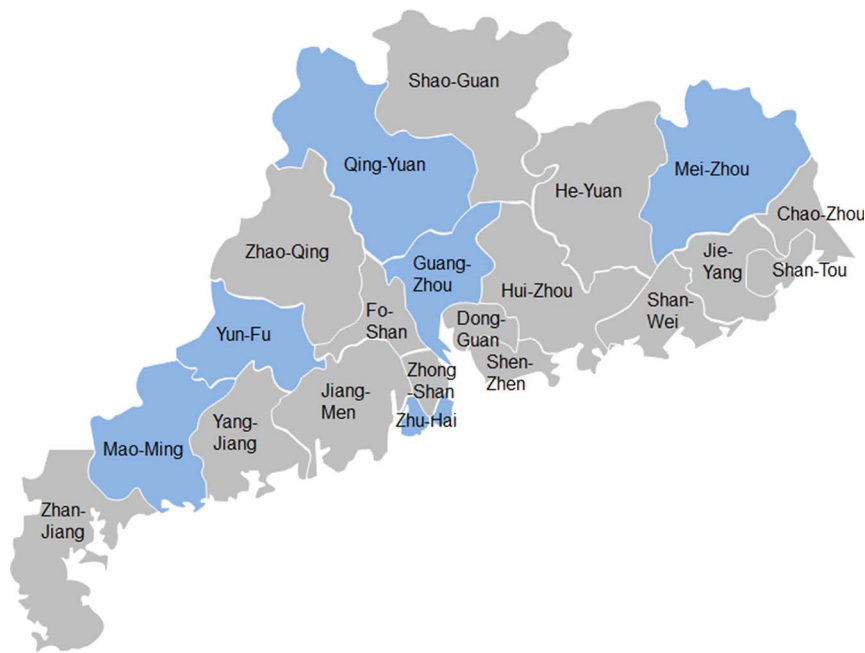 Shao-Guan
Qing-Yuan
Mei-Zhou
He-Yuan
Chao-Zhou
Zhao-Qing
Guang-
Zhou
Jie-
Yang
Shan-Tou
Hui-Zhou
Fo-
Shan
Dong-
Guan
Shan-
Wei
Yun-Fu
Shen-
Zhen
Zhong
-Shan
Jiang-
Men
Zhu-Hai
Yang-
Jiang
Mao-Ming
Zhan-
Jiang